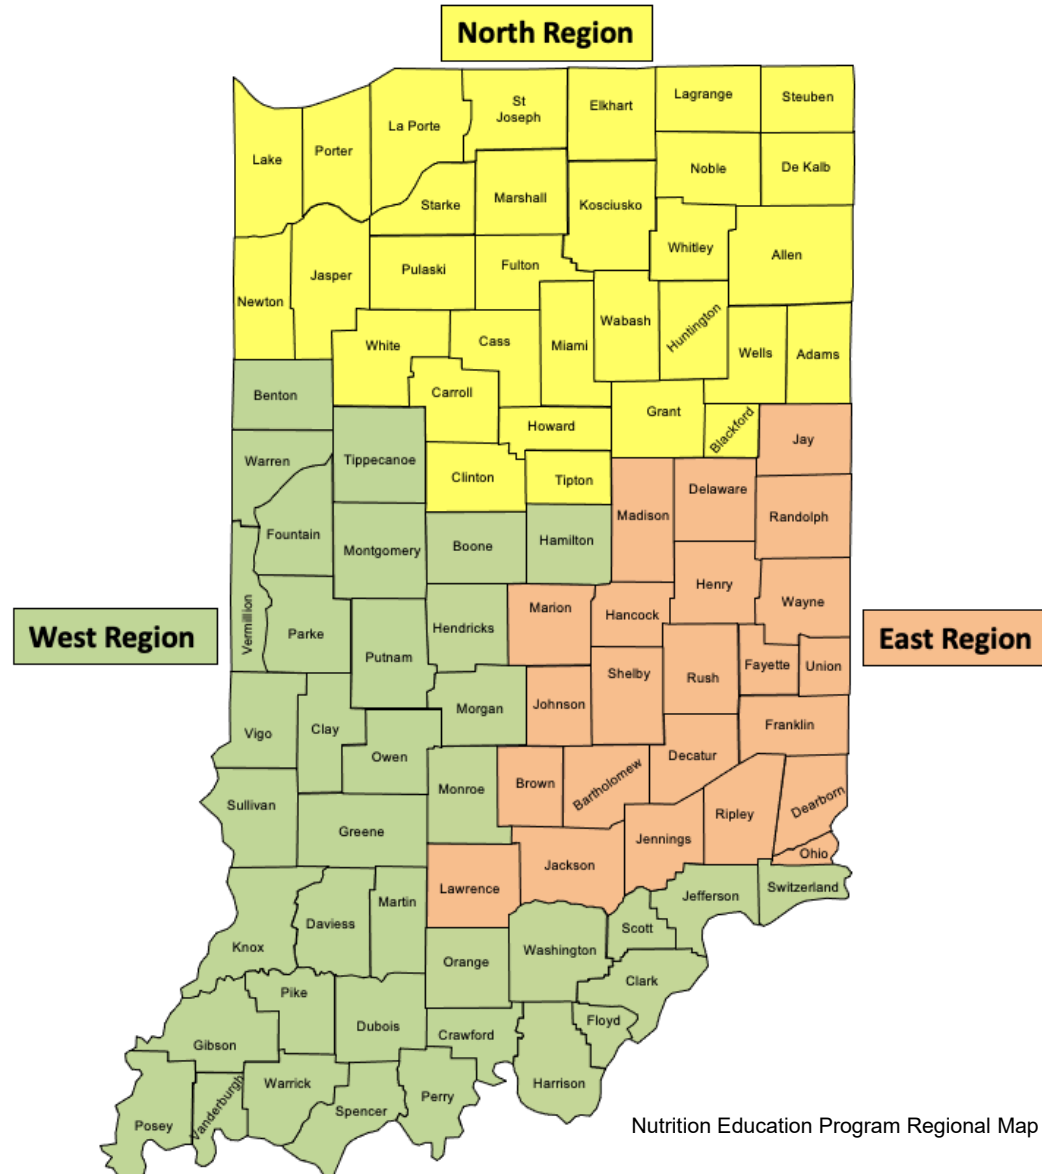 North Region
Lake
Porter
La Porte
St
Joseph
Elkhart
Lagrange
Steuben
Starke
Marshall
Kosciusko
Noble
De Kalb
Newton
Jasper
Pulaski
Fulton
Whitley
Allen
White
Cass
Miami
Wabash
Huntington
Wells
Adams
Benton
Carroll
Howard
Grant
Blackford
Jay
Warren
Tippecanoe
Clinton
Tipton
Madison
Delaware
Randolph
Fountain
Montgomery
Boone
Hamilton
Henry
Wayne
West Region
Vermillion
Parke
Putnam
Hendricks
Marion
Hancock
Shelby
Rush
Fayette
Union
East Region
Vigo
Clay
Owen
Morgan
Johnson
Decatur
Franklin
Sullivan
Greene
Monroe
Brown
Bartholomew
Jennings
Ripley
Dearborn
Ohio
Knox
Daviess
Martin
Lawrence
Jackson
Jefferson
Switzerland
Orange
Washington
Scott
Clark
Gibson
Pike
Dubois
Crawford
Floyd
Harrison
Posey
Vanderburgh
Warrick
Spencer
Perry
Nutrition Education Program Regional Map